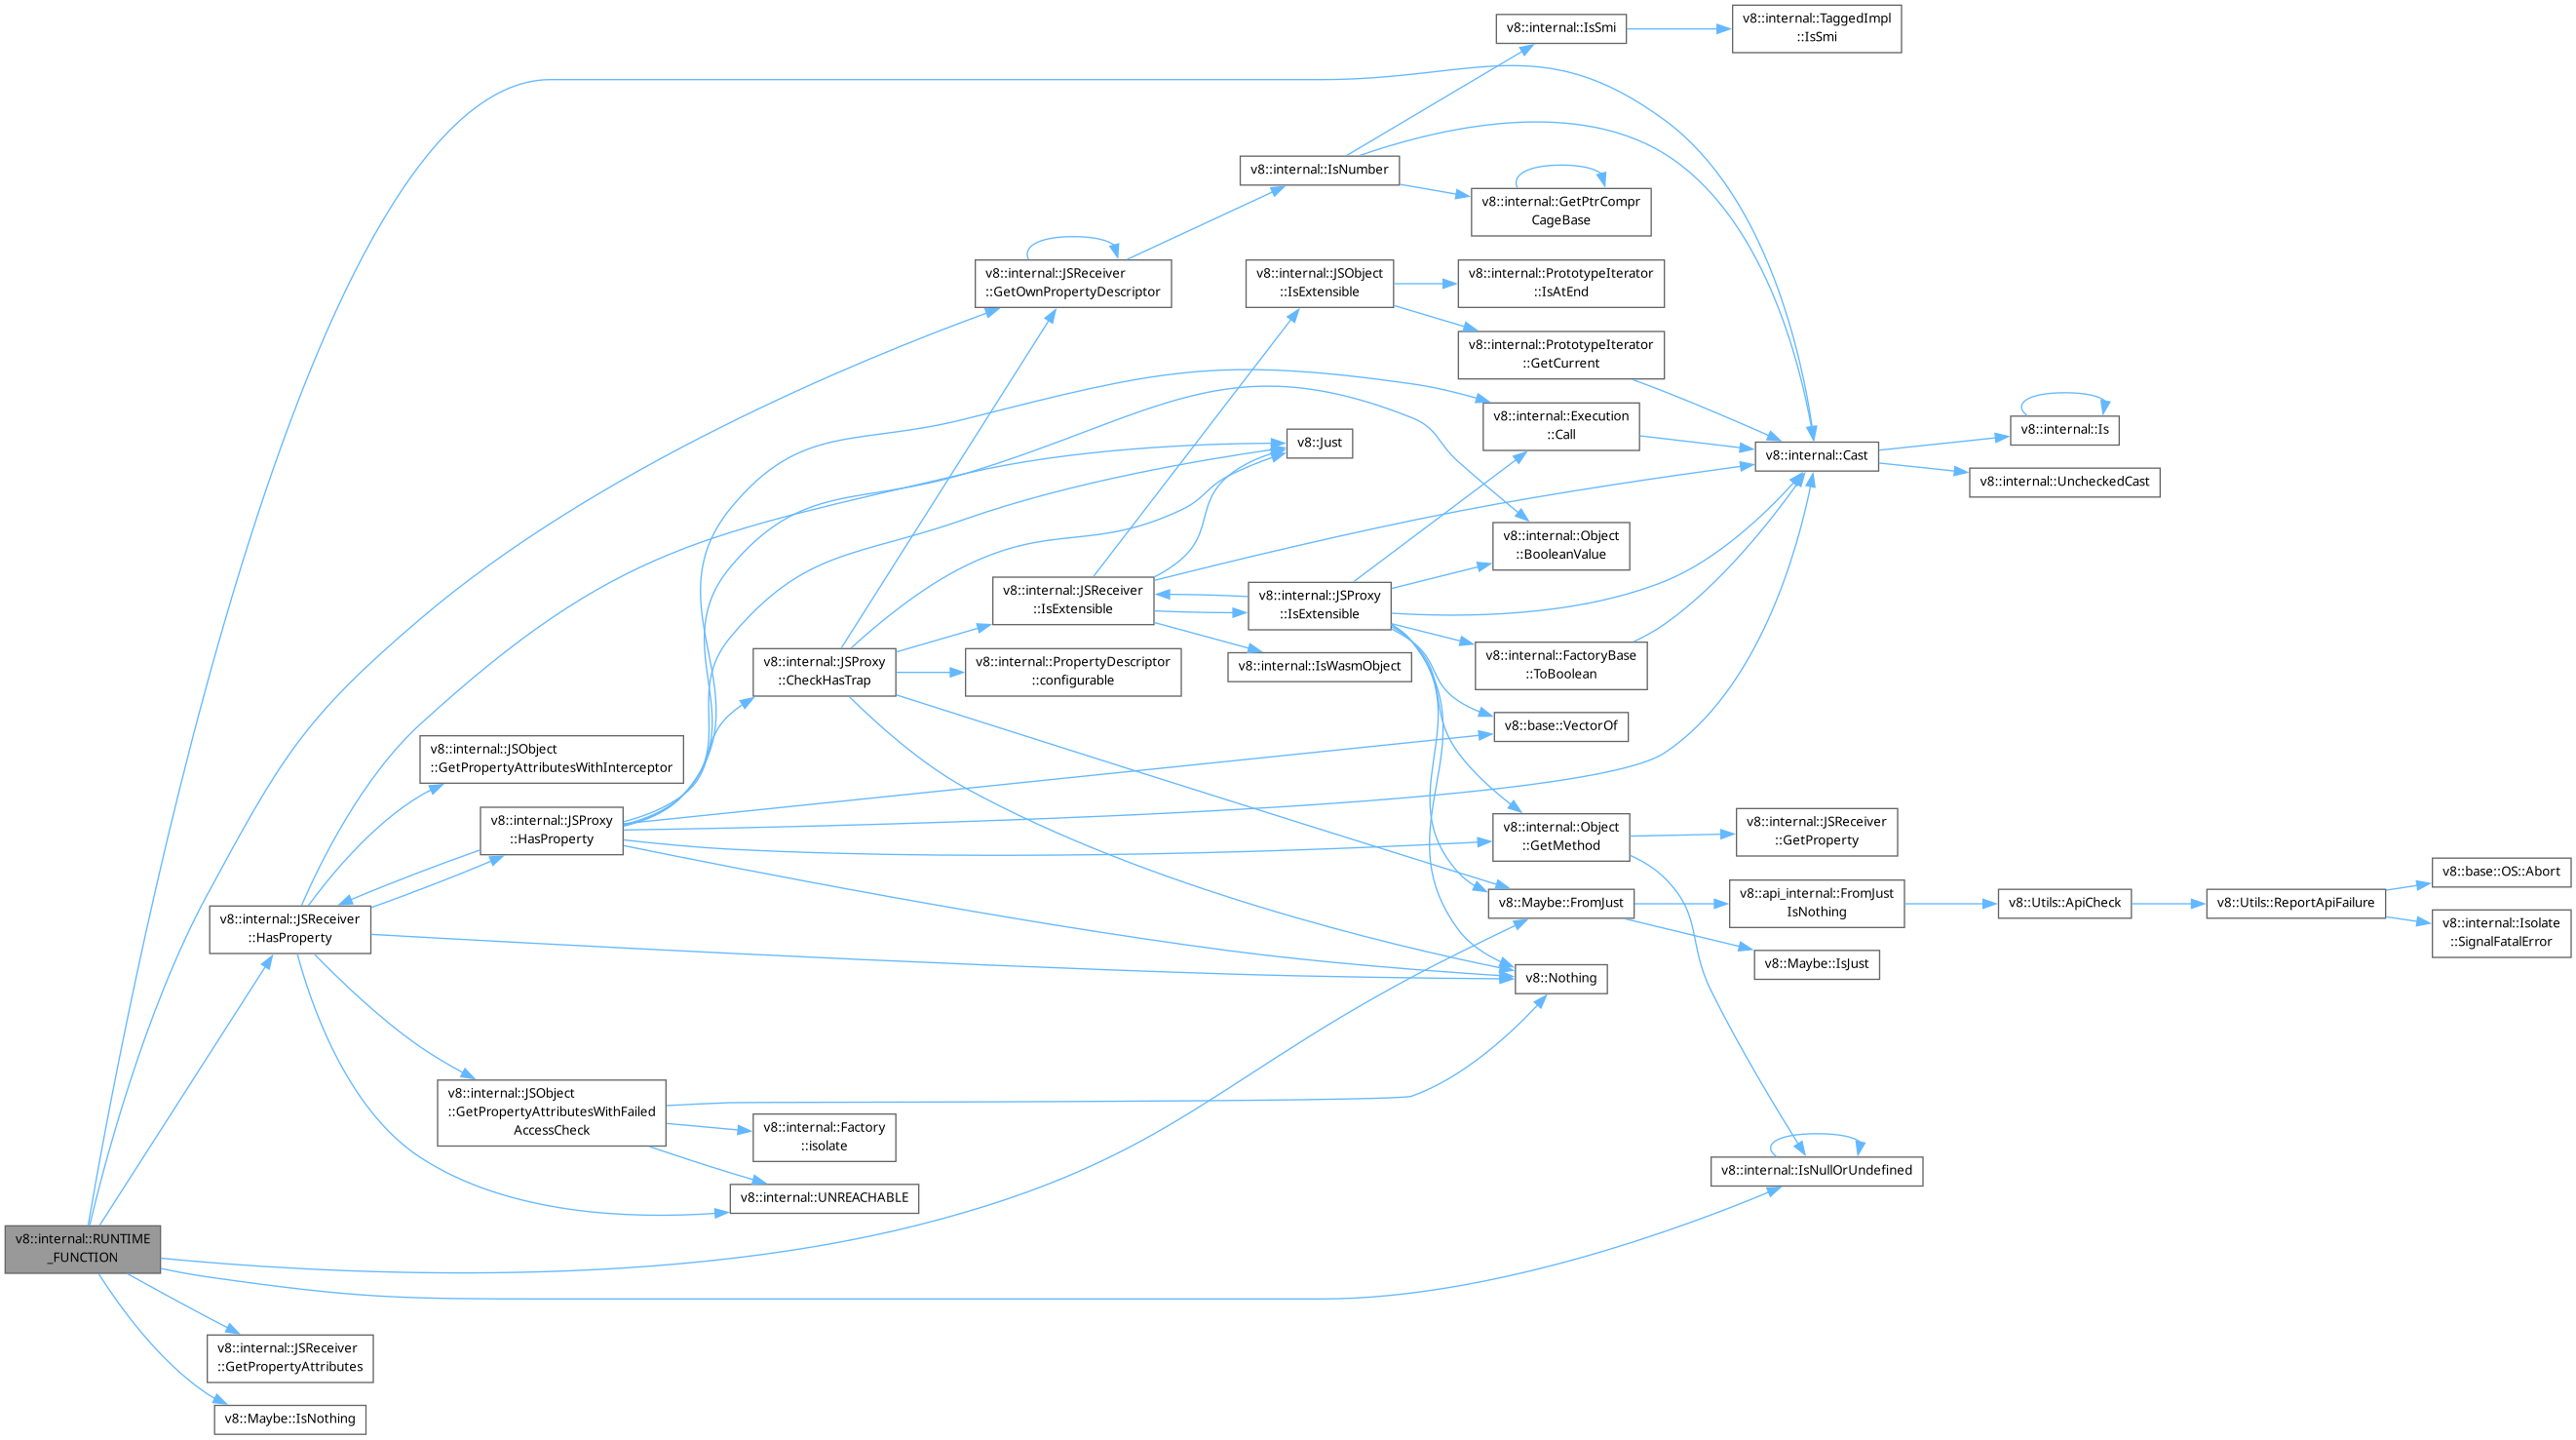 v8::internal::IsSmi
v8::internal::TaggedImpl
::IsSmi
v8::internal::IsNumber
v8::internal::GetPtrCompr
CageBase
v8::internal::JSReceiver
::GetOwnPropertyDescriptor
v8::internal::JSObject
::IsExtensible
v8::internal::PrototypeIterator
::IsAtEnd
v8::internal::PrototypeIterator
::GetCurrent
v8::internal::Execution
::Call
v8::Just
v8::internal::Cast
v8::internal::Is
v8::internal::UncheckedCast
v8::internal::Object
::BooleanValue
v8::internal::JSReceiver
::IsExtensible
v8::internal::JSProxy
::IsExtensible
v8::internal::JSProxy
::CheckHasTrap
v8::internal::PropertyDescriptor
::configurable
v8::internal::IsWasmObject
v8::internal::FactoryBase
::ToBoolean
v8::base::VectorOf
v8::internal::JSObject
::GetPropertyAttributesWithInterceptor
v8::internal::JSProxy
::HasProperty
v8::internal::Object
::GetMethod
v8::internal::JSReceiver
::GetProperty
v8::internal::JSReceiver
::HasProperty
v8::Maybe::FromJust
v8::api_internal::FromJust
IsNothing
v8::Utils::ApiCheck
v8::Utils::ReportApiFailure
v8::base::OS::Abort
v8::internal::Isolate
::SignalFatalError
v8::Maybe::IsJust
v8::Nothing
v8::internal::JSObject
::GetPropertyAttributesWithFailed
AccessCheck
v8::internal::Factory
::isolate
v8::internal::IsNullOrUndefined
v8::internal::UNREACHABLE
v8::internal::RUNTIME
_FUNCTION
v8::internal::JSReceiver
::GetPropertyAttributes
v8::Maybe::IsNothing